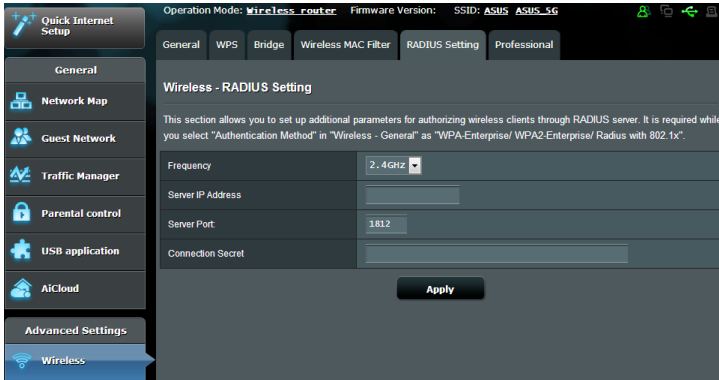 Quick Internet
Setup
Operation Mode: Wireless router Firmware Version: SSID: ASUS ASUS_5G
General WPS Bridge Wireless MAC Filter RADIUS Setting Professional
General
Network Map
Guest Network
Traffic Manager
Parental control
USB application
AiCloud
Advanced Settings
Wireless
Wireless - RADIUS Setting
This section allows you to set up additional parameters for authorizing wireless clients through RADIUS server. It is required while
you select "Authentication Method" in "Wireless - General" as "WPA-Enterprise/ WPA2-Enterprise/ Radius with 802.1x".
Frequency 2.4GHz
Server IP Address
Server Port: 1812
Connection Secret
Apply